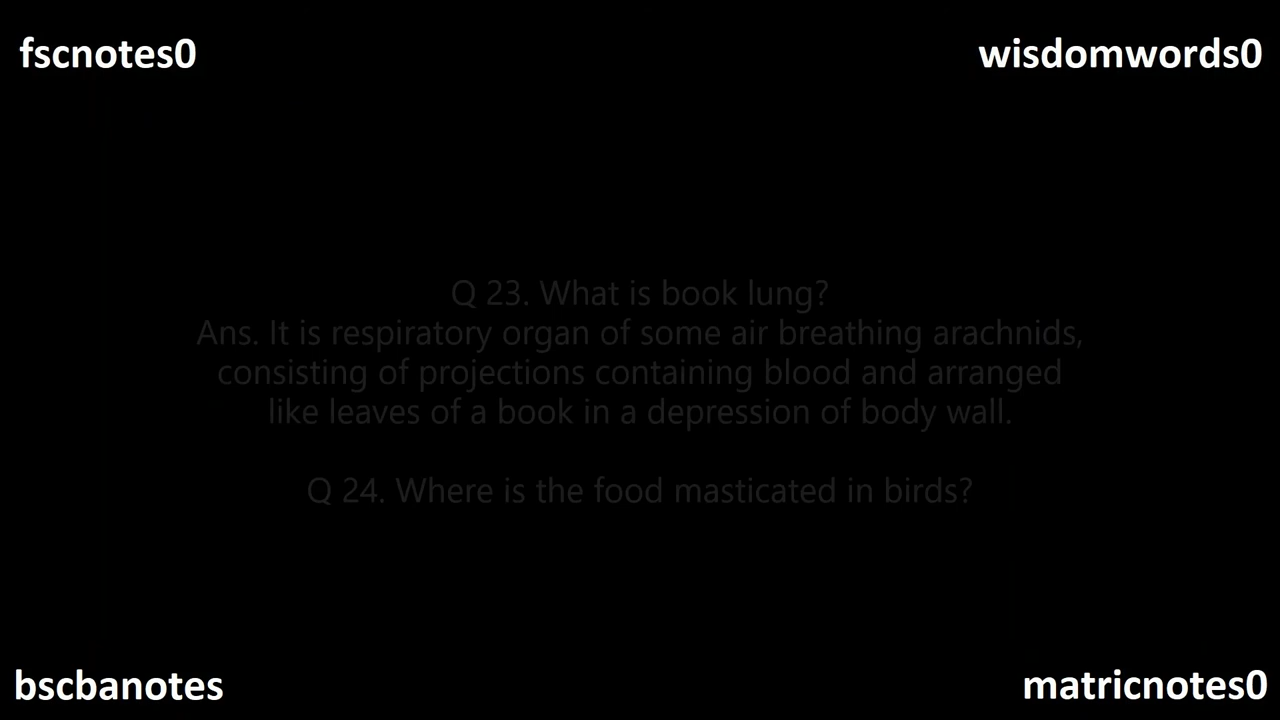 fscnotes0
wisdomwords0
Q 23. What is book lung?
Ans. It is respiratory organ of some air breathing arachnids,
consisting of projections containing blood and arranged
like leaves of a book in a depression of body wall.
Q 24. Where is the food masticated in birds?
bscbanotes
matricnotes0